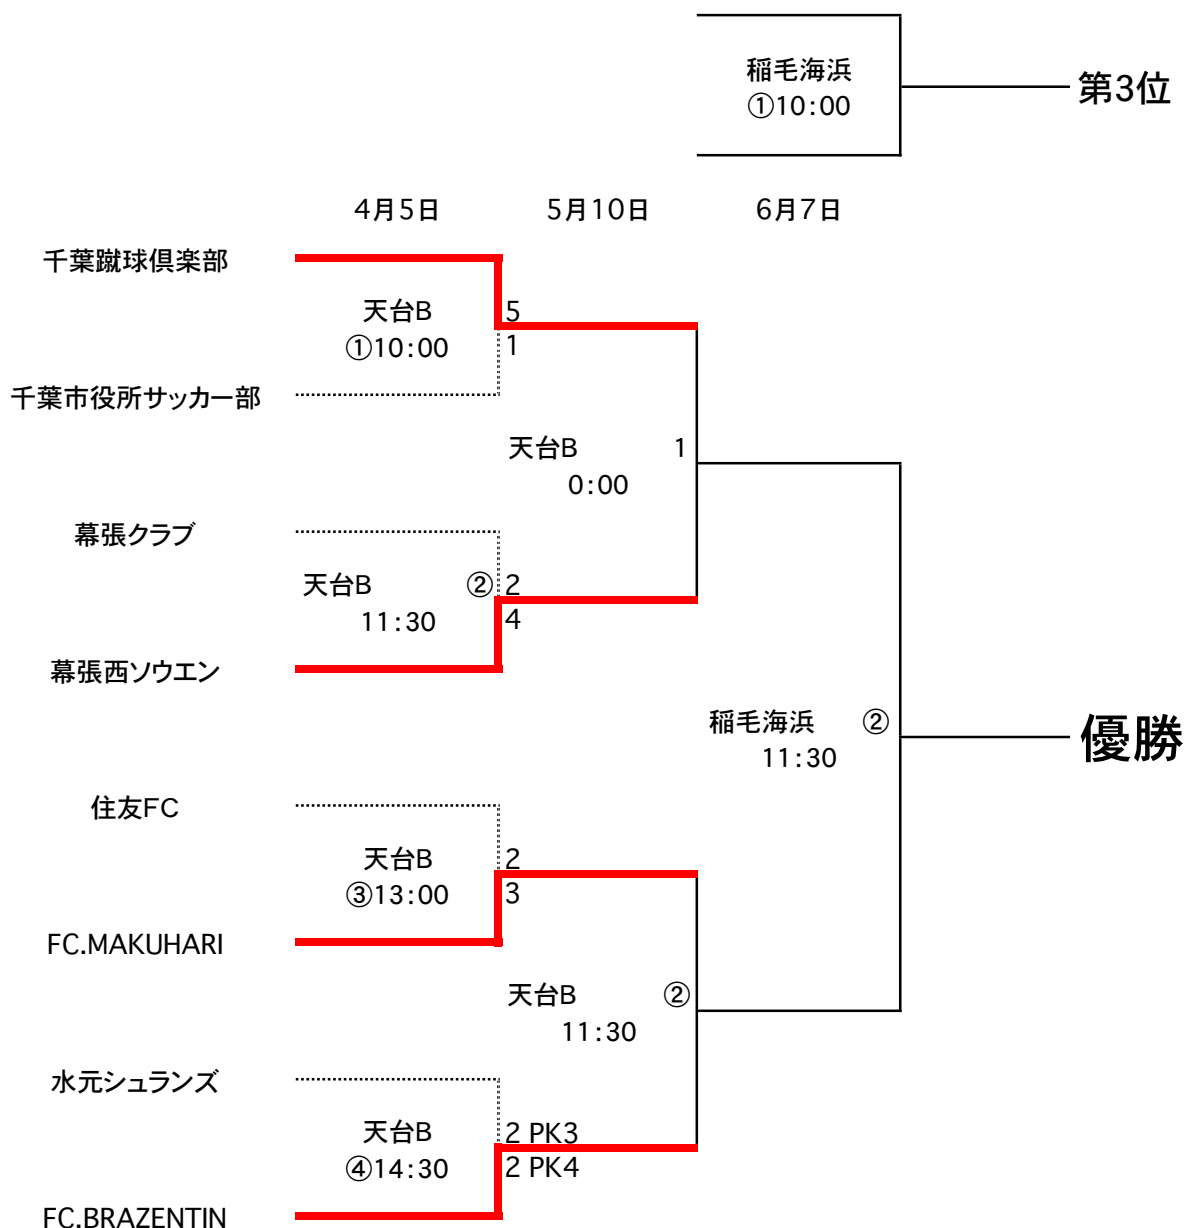 稲毛海浜
①10:00
第3位
4月5日 5月10日 6月7日
千葉蹴球倶楽部
天台B
①10:00
5
1
千葉市役所サッカー部
天台B 1
0:00
幕張クラブ
天台B ②
11:30
2
4
幕張西ソウエン
稲毛海浜 ②
11:30
優勝
住友FC
天台B
③13:00
2
3
FC.MAKUHARI
天台B ②
11:30
水元シュランズ
天台B
④14:30
2 PK3
2 PK4
FC.BRAZENTIN